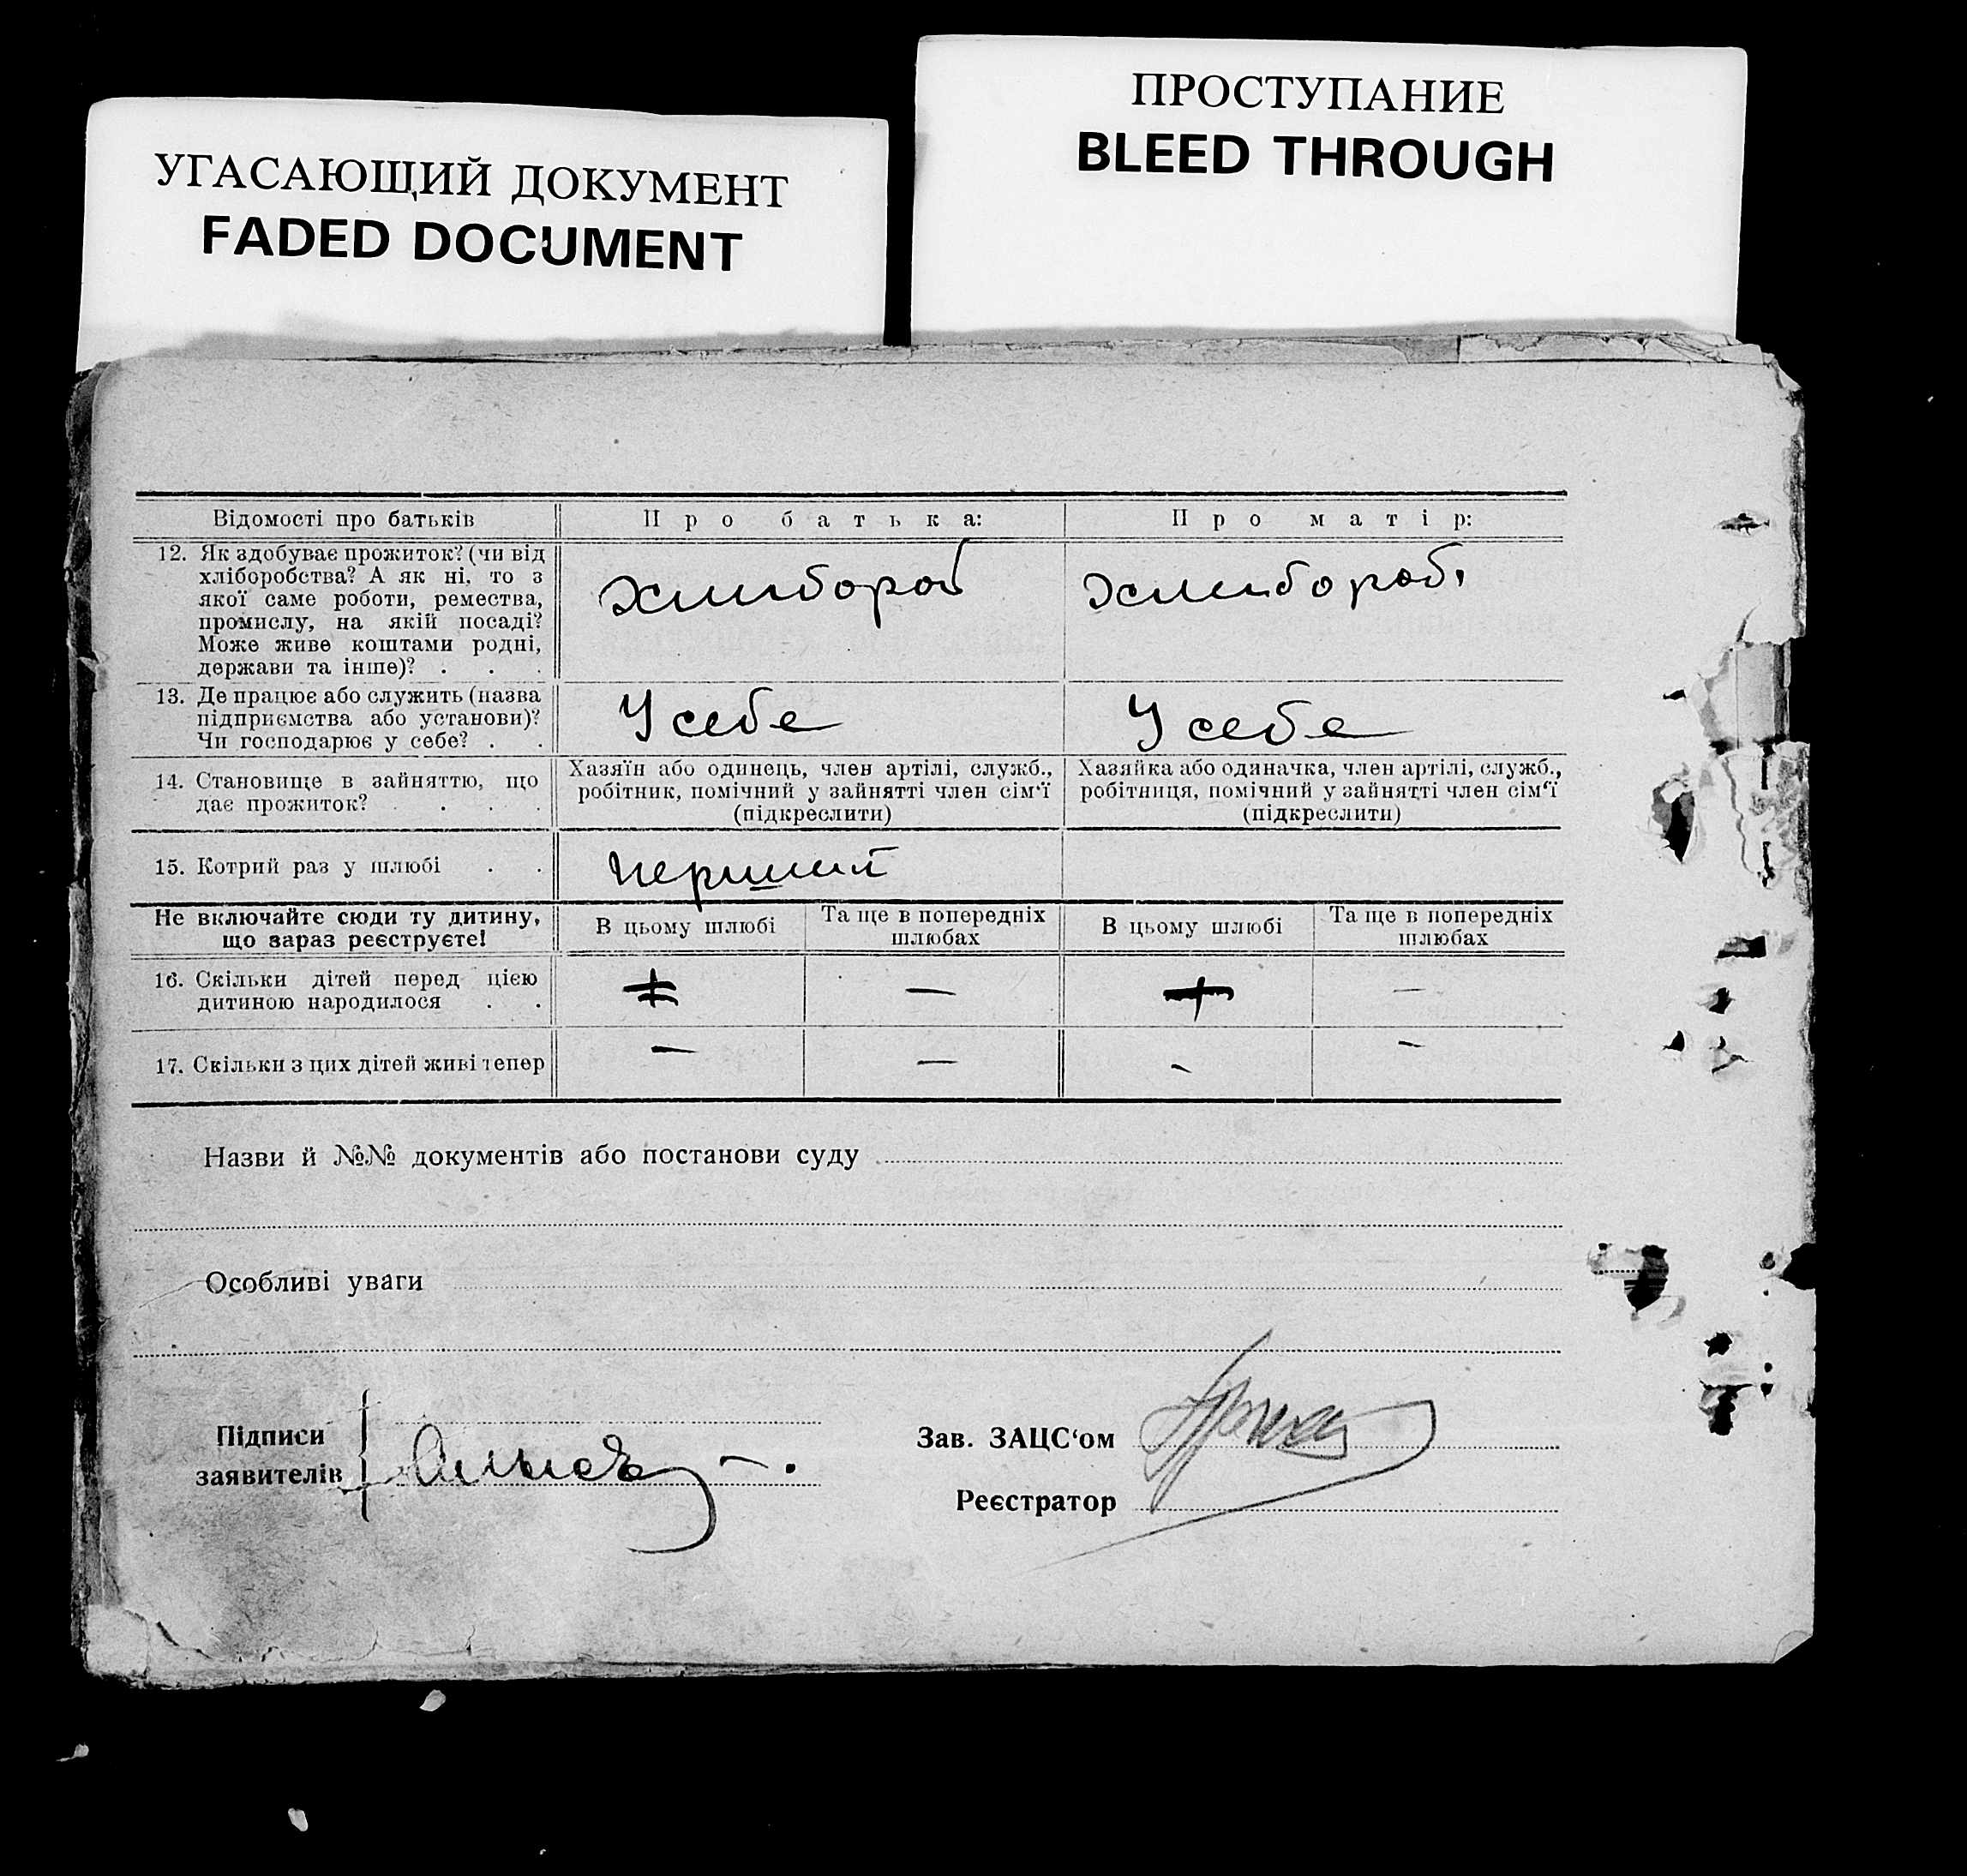 УГАСАЮЩИЙ ДОКУМЕНТ
FADED DOCUMENT
ПРОСТУПАНИЕ
BLEED THROUGH
Відомості про батьків
Про батька:
Про матір:
12. Як здобуває прожиток? (чи від
хліборобства? А як ні, то з
якої саме роботи, ремества,
промислу, на якій посаді?
Може живе коштами родні,
держави та інше)? . . .
хлибороб
хлибороб.
13. Де працює або служить (назва
підприємства або установи)?
Чи господарює у себе? . .
У себе
У себе
14. Становище в зайняттю, що
дає прожиток? . . . .
Хазяїн або одинець, член артілі, служб.,
робітник, помічний у зайнятті член сім'ї
(підкреслити)
Хазяйка або одиначка, член артілі, служб.,
робітниця, помічний у зайнятті член сім'ї
(підкреслити)
15. Котрий раз у шлюбі . .
перший
Не включайте сюди ту дитину,
що зараз реєструєте!
В цьому шлюбі
Та ще в попередніх
шлюбах
В цьому шлюбі
Та ще в попередніх
шлюбах
16. Скільки дітей перед цією
дитиною народилося . .
— — 
17. Скільки з цих дітей живі тепер
— — - -
Назви й №№ документів або постанови суду
Особливі уваги
Підписи
заявителів
Зав. ЗАЦС'ом
Реєстратор